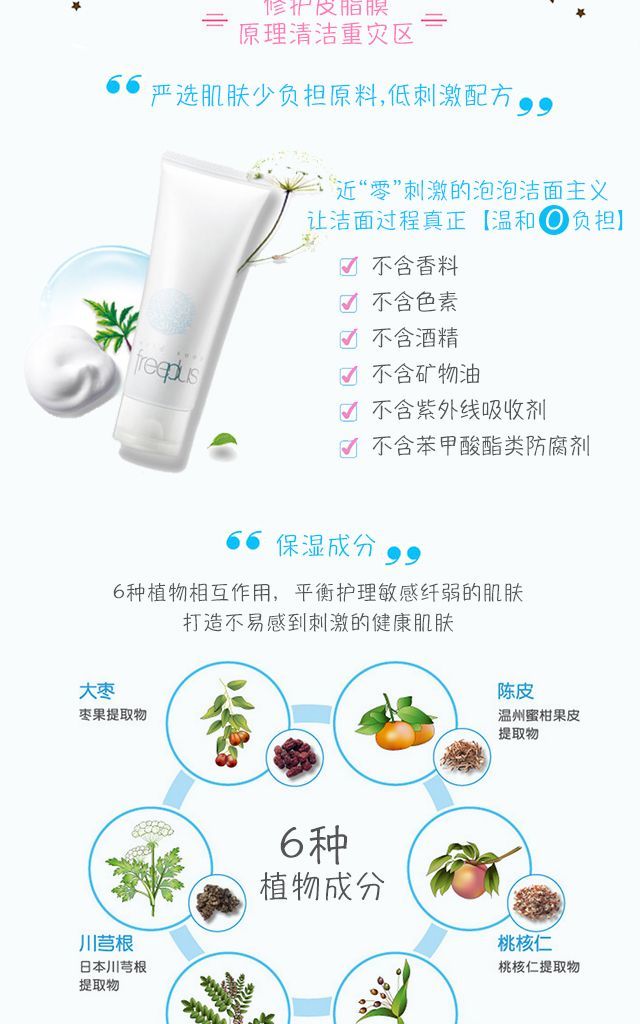 修护皮脂膜
原理清洁重灾区
“严选肌肤少负担原料,低刺激配方”
近“零”刺激的泡泡洁面主义
让洁面过程真正【温和0负担】
不含香料
不含色素
不含酒精
不含矿物油
不含紫外线吸收剂
不含苯甲酸酯类防腐剂
freeplus
“保湿成分”
6种植物相互作用，平衡护理敏感纤弱的肌肤
打造不易感到刺激的健康肌肤
大枣
枣果提取物
陈皮
温州蜜柑果皮
提取物
6种
植物成分
川芎根
日本川芎根
提取物
桃核仁
桃核仁提取物